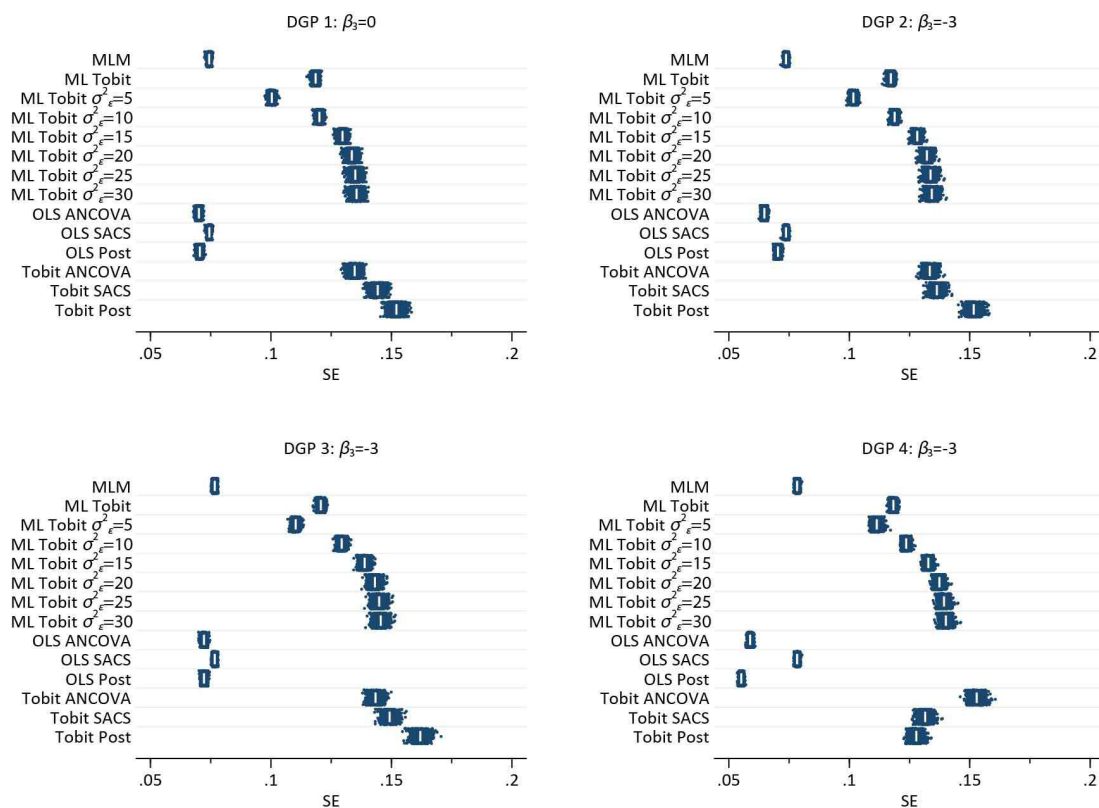 DGP 1: β₃=0
MLM
ML Tobit
ML Tobit σ²ε=5
ML Tobit σ²ε=10
ML Tobit σ²ε=15
ML Tobit σ²ε=20
ML Tobit σ²ε=25
ML Tobit σ²ε=30
OLS ANCOVA
OLS SACS
OLS Post
Tobit ANCOVA
Tobit SACS
Tobit Post
.05 .1 .15 .2
SE
DGP 2: β₃=-3
MLM
ML Tobit
ML Tobit σ²ε=5
ML Tobit σ²ε=10
ML Tobit σ²ε=15
ML Tobit σ²ε=20
ML Tobit σ²ε=25
ML Tobit σ²ε=30
OLS ANCOVA
OLS SACS
OLS Post
Tobit ANCOVA
Tobit SACS
Tobit Post
.05 .1 .15 .2
SE
DGP 3: β₃=-3
MLM
ML Tobit
ML Tobit σ²ε=5
ML Tobit σ²ε=10
ML Tobit σ²ε=15
ML Tobit σ²ε=20
ML Tobit σ²ε=25
ML Tobit σ²ε=30
OLS ANCOVA
OLS SACS
OLS Post
Tobit ANCOVA
Tobit SACS
Tobit Post
.05 .1 .15 .2
SE
DGP 4: β₃=-3
MLM
ML Tobit
ML Tobit σ²ε=5
ML Tobit σ²ε=10
ML Tobit σ²ε=15
ML Tobit σ²ε=20
ML Tobit σ²ε=25
ML Tobit σ²ε=30
OLS ANCOVA
OLS SACS
OLS Post
Tobit ANCOVA
Tobit SACS
Tobit Post
.05 .1 .15 .2
SE